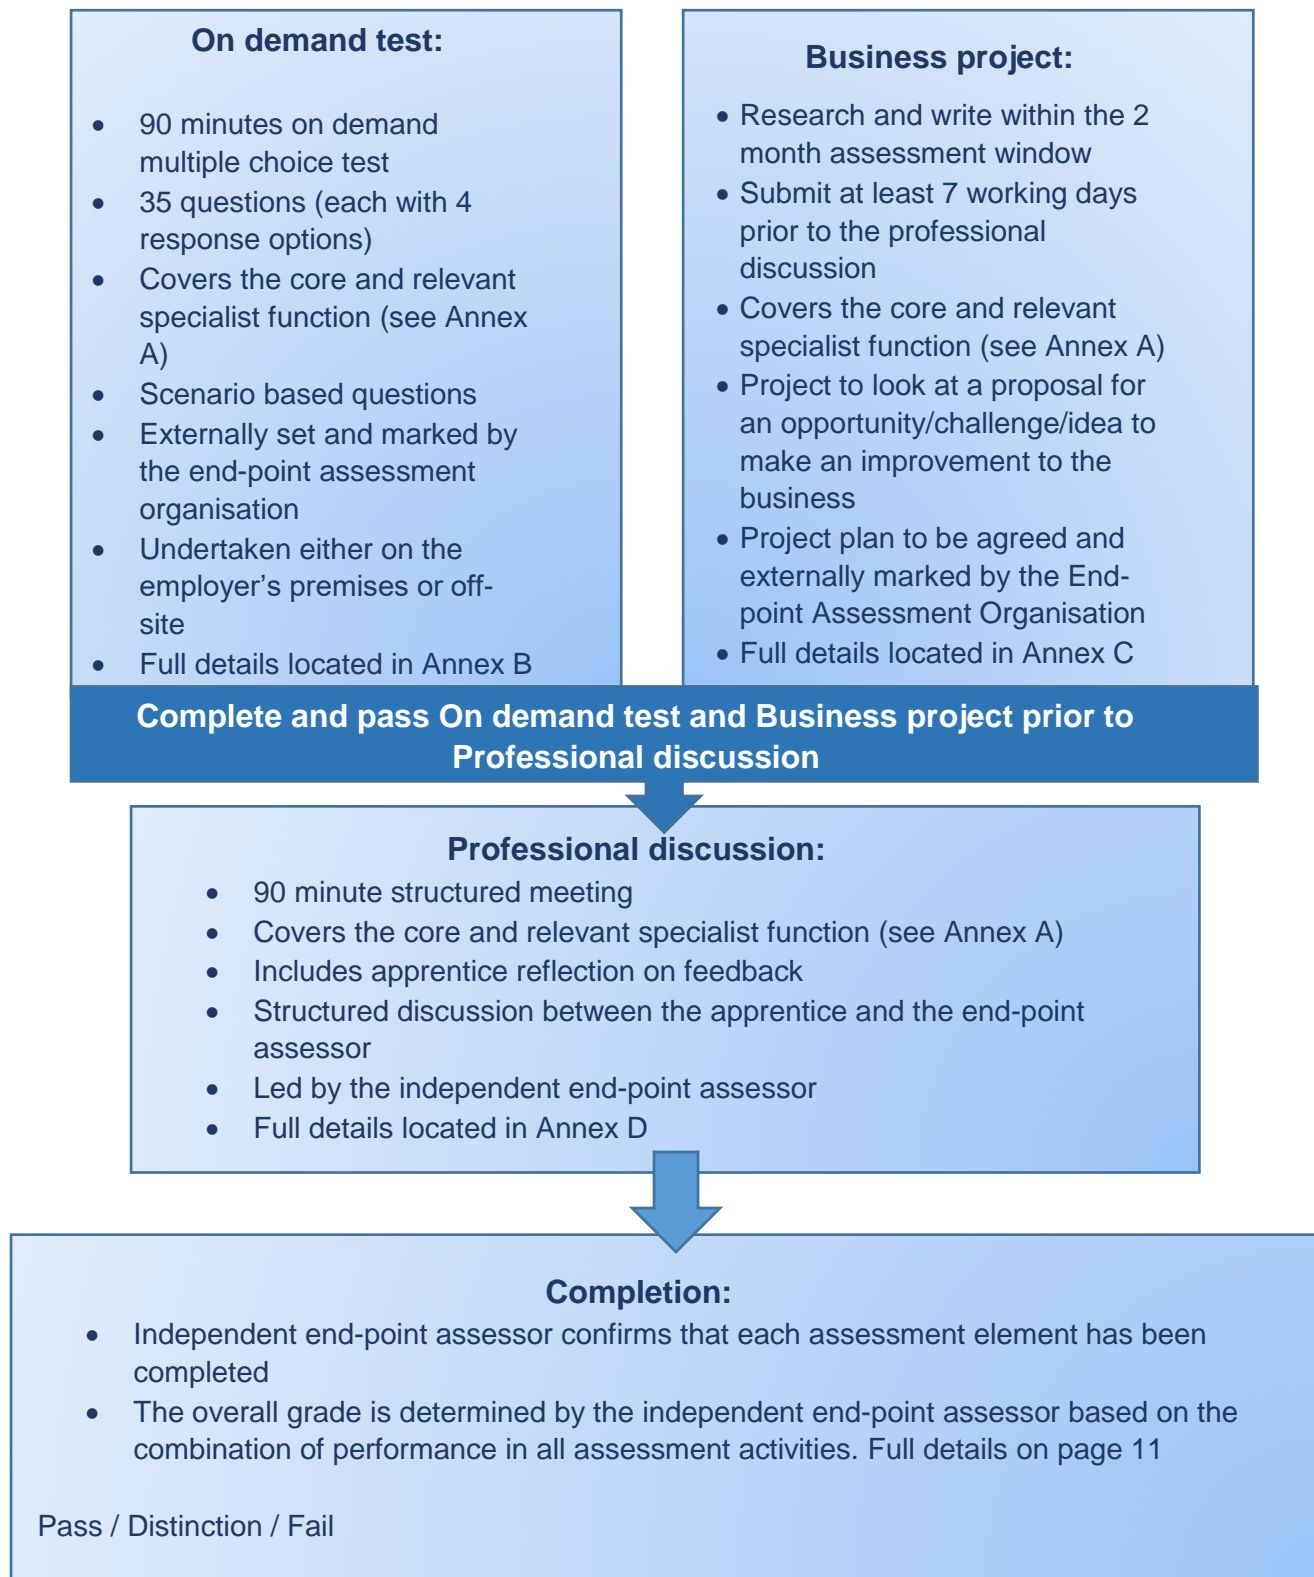 On demand test:
• 90 minutes on demand
multiple choice test
• 35 questions (each with 4
response options)
• Covers the core and relevant
specialist function (see Annex
A)
• Scenario based questions
• Externally set and marked by
the end-point assessment
organisation
• Undertaken either on the
employer’s premises or off-
site
• Full details located in Annex B
Business project:
• Research and write within the 2
month assessment window
• Submit at least 7 working days
prior to the professional
discussion
• Covers the core and relevant
specialist function (see Annex A)
• Project to look at a proposal for
an opportunity/challenge/idea to
make an improvement to the
business
• Project plan to be agreed and
externally marked by the End-
point Assessment Organisation
• Full details located in Annex C
Complete and pass On demand test and Business project prior to
Professional discussion
Professional discussion:
• 90 minute structured meeting
• Covers the core and relevant specialist function (see Annex A)
• Includes apprentice reflection on feedback
• Structured discussion between the apprentice and the end-point
assessor
• Led by the independent end-point assessor
• Full details located in Annex D
Completion:
• Independent end-point assessor confirms that each assessment element has been
completed
• The overall grade is determined by the independent end-point assessor based on the
combination of performance in all assessment activities. Full details on page 11
Pass / Distinction / Fail